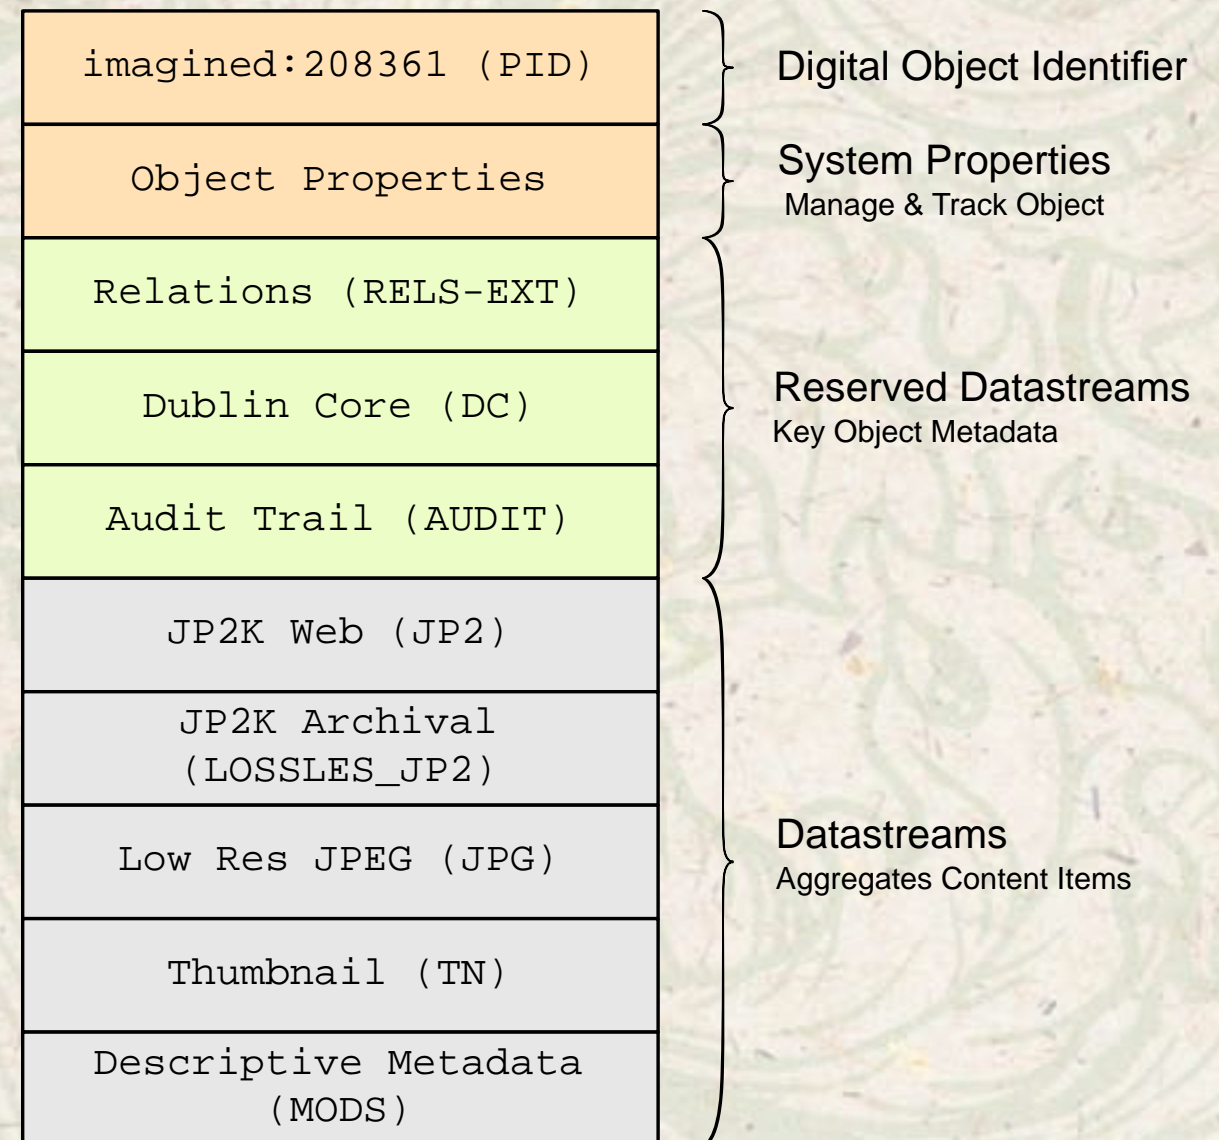 imagined:208361 (PID)
Digital Object Identifier
Object Properties
System Properties
Manage & Track Object
Relations (RELS-EXT)
Dublin Core (DC)
Audit Trail (AUDIT)
Reserved Datastreams
Key Object Metadata
JP2K Web (JP2)
JP2K Archival
(LOSSLES_JP2)
Low Res JPEG (JPG)
Thumbnail (TN)
Descriptive Metadata
(MODS)
Datastreams
Aggregates Content Items